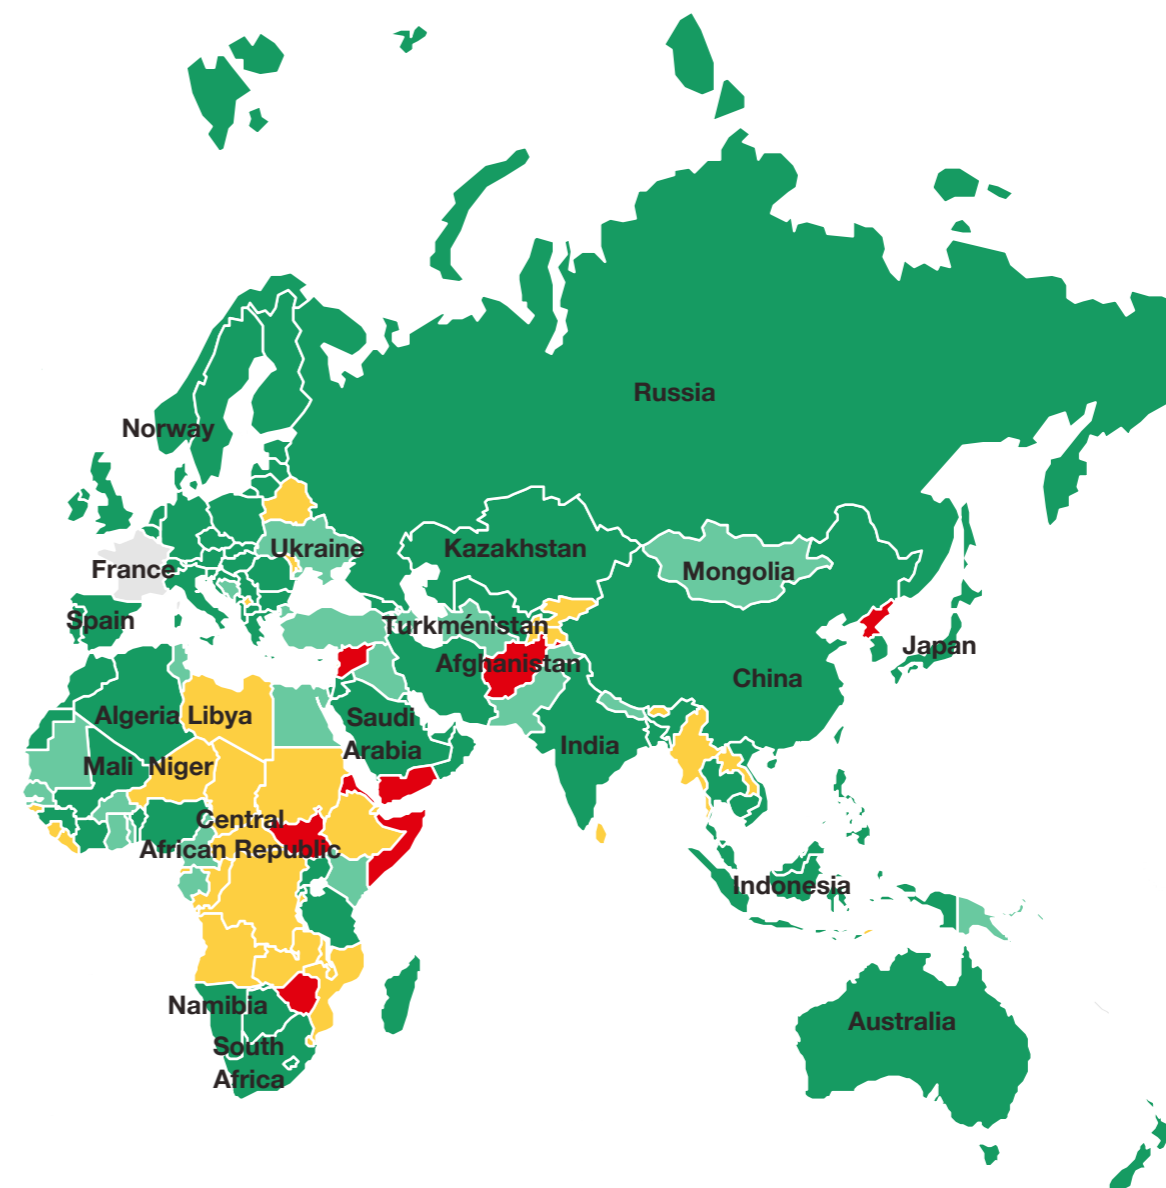 Russia
Norway
Ukraine
Kazakhstan
France
Mongolia
Spain
Turkménistan
Japan
Afghanistan
China
Algeria
Libya
Saudi
Arabia
India
Mali
Niger
Central
African Republic
Indonesia
Namibia
Australia
South
Africa